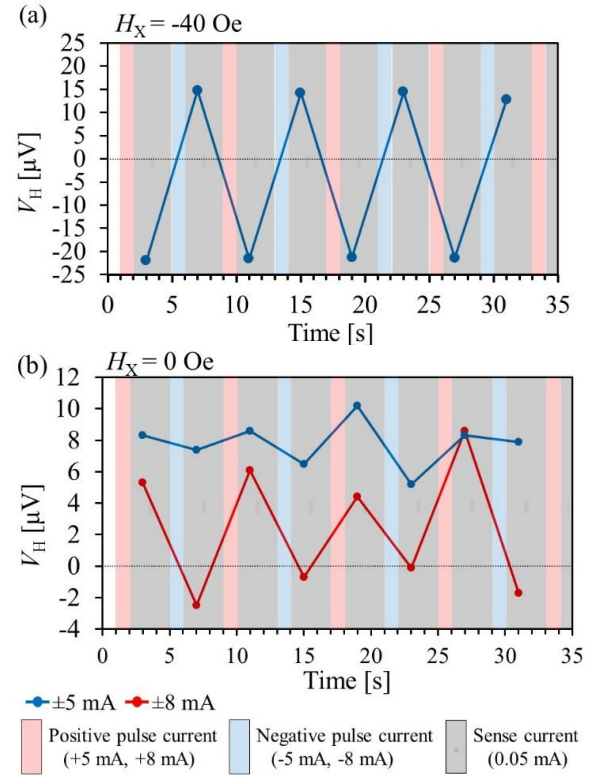 (a)
H_X = -40 Oe
25
20
15
10
5
0
-5
-10
-15
-20
-25
V_H [µV]
0 5 10 15 20 25 30 35
Time [s]
(b)
H_X = 0 Oe
12
10
8
6
4
2
0
-2
-4
V_H [µV]
0 5 10 15 20 25 30 35
Time [s]
±5 mA ±8 mA
Positive pulse current Negative pulse current Sense current
(+5 mA, +8 mA) (-5 mA, -8 mA) (0.05 mA)